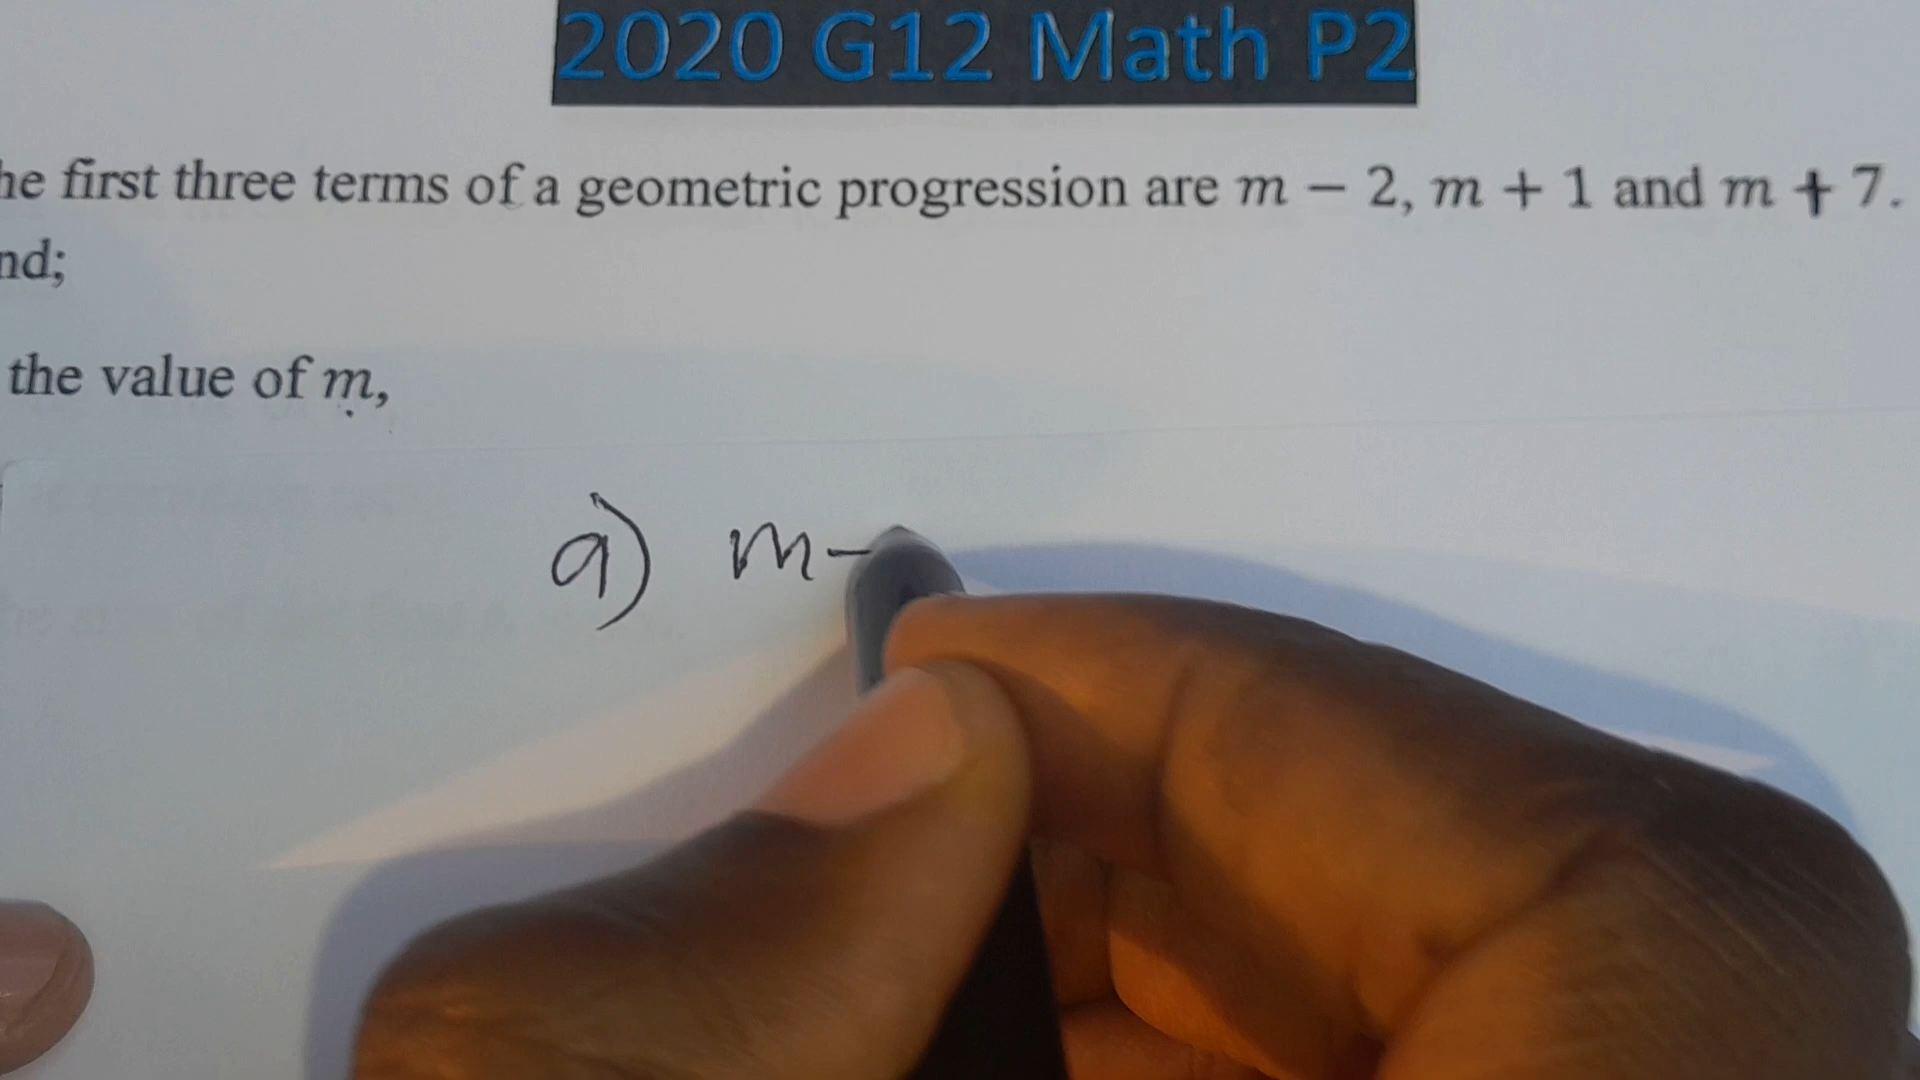 2020 G12 Math P2
he first three terms of a geometric progression are m − 2, m + 1 and m + 7.
nd;
the value of m,
a) m-